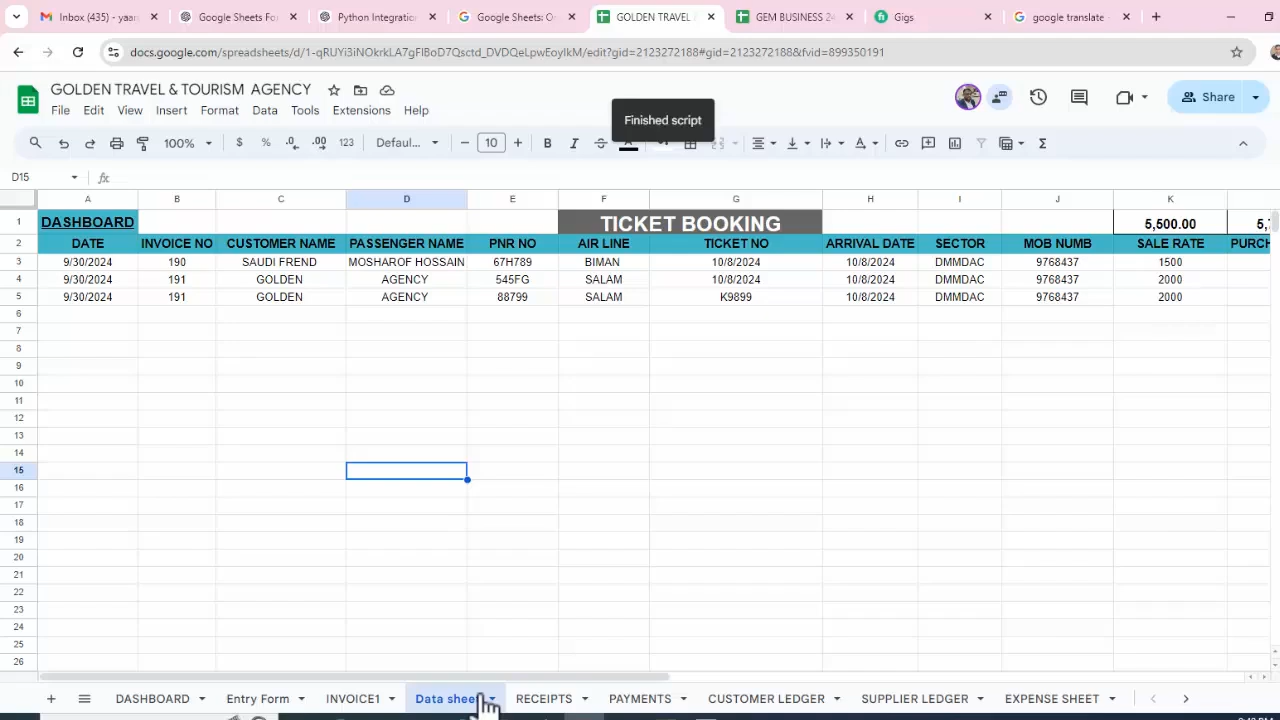 Inbox (435) - yaan
Google Sheets Fo
Python Integratio
Google Sheets: O
GOLDEN TRAVEL
GEM BUSINESS 24
Gigs
google translate -
docs.google.com/spreadsheets/d/1-qRUYi3iNOkrkLA7gFlBoD7Qsctd_DVDQeLpwEoyIkM/edit?gid=2123272188#gid=2123272188&fvid=899350191
GOLDEN TRAVEL & TOURISM AGENCY
File Edit View Insert Format Data Tools Extensions Help
Share
Finished script
100% $ % .0 .00 123 Defaul... 10 B I
D15 fx
A B C D E F G H I J K
1 DASHBOARD TICKET BOOKING 5,500.00
2 DATE INVOICE NO CUSTOMER NAME PASSENGER NAME PNR NO AIR LINE TICKET NO ARRIVAL DATE SECTOR MOB NUMB SALE RATE PURCH
3 9/30/2024 190 SAUDI FREND MOSHAROF HOSSAIN 67H789 BIMAN 10/8/2024 10/8/2024 DMMDAC 9768437 1500
4 9/30/2024 191 GOLDEN AGENCY 545FG SALAM 10/8/2024 10/8/2024 DMMDAC 9768437 2000
5 9/30/2024 191 GOLDEN AGENCY 88799 SALAM K9899 10/8/2024 DMMDAC 9768437 2000
6
7
8
9
10
11
12
13
14
15
16
17
18
19
20
21
22
23
24
25
26
DASHBOARD Entry Form INVOICE1 Data sheet RECEIPTS PAYMENTS CUSTOMER LEDGER SUPPLIER LEDGER EXPENSE SHEET